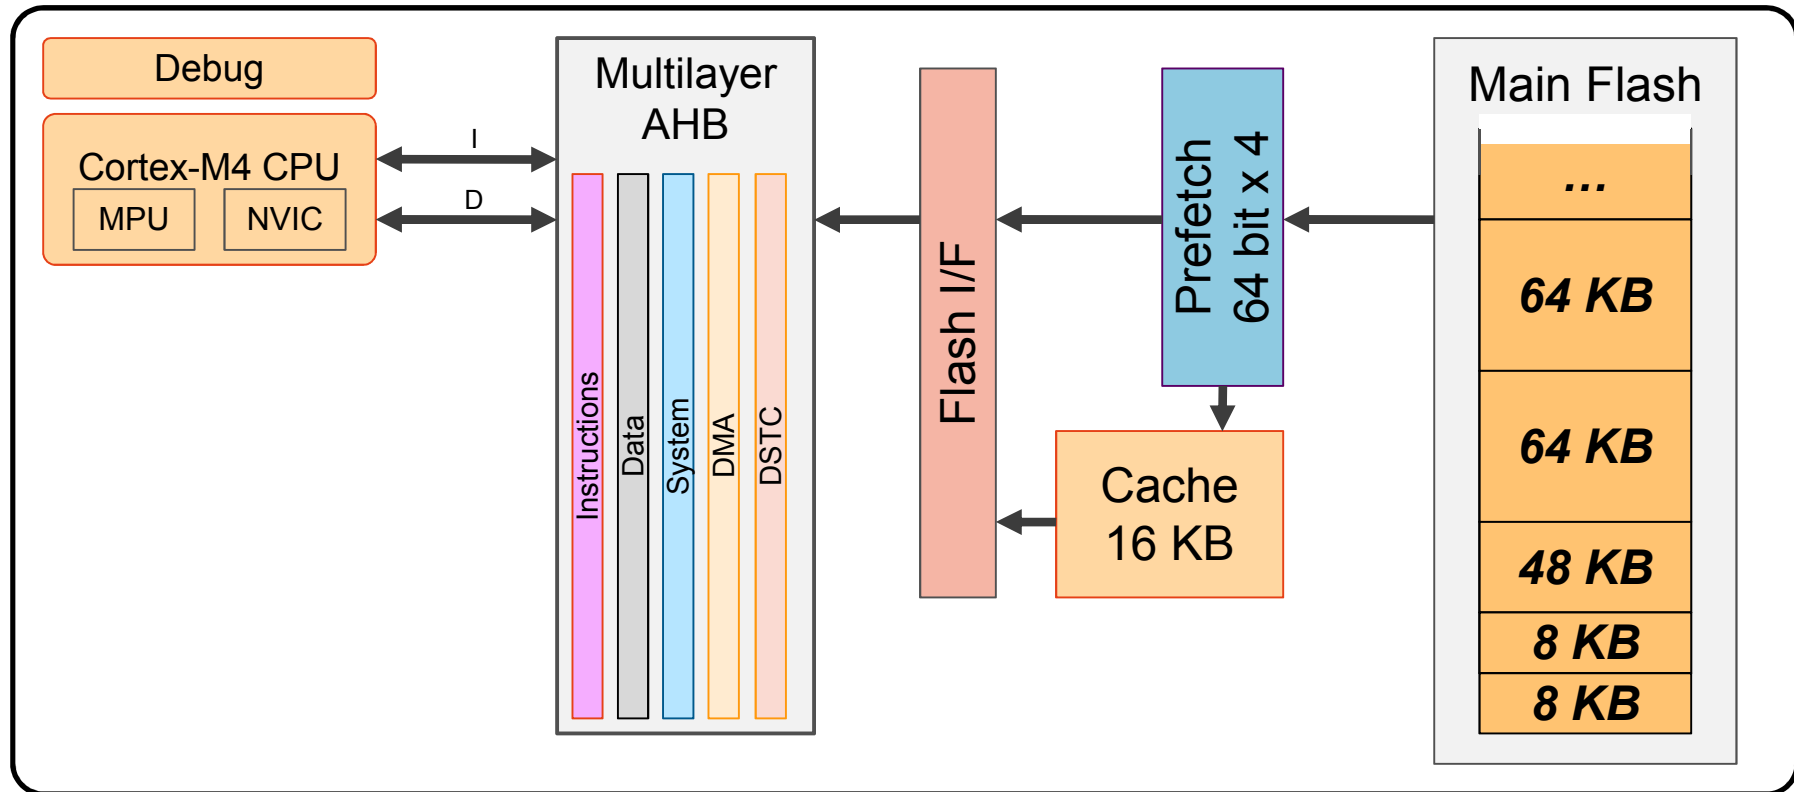 Debug
Cortex-M4 CPU
MPU
NVIC
I
D
Multilayer
AHB
Instructions
Data
System
DMA
DSTC
Flash I/F
Prefetch
64 bit x 4
Cache
16 KB
Main Flash
...
64 KB
64 KB
48 KB
8 KB
8 KB